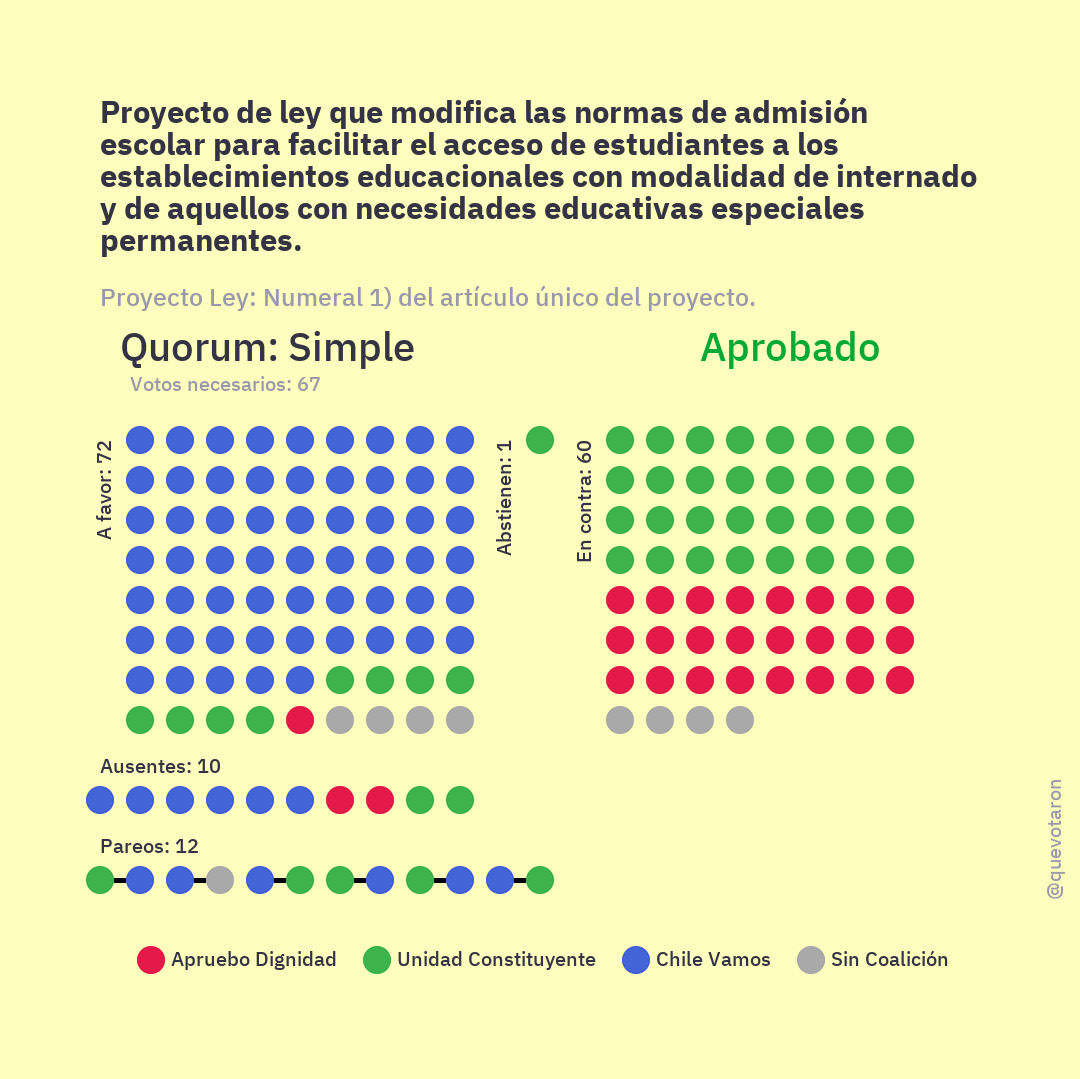 Proyecto de ley que modifica las normas de admisión
escolar para facilitar el acceso de estudiantes a los
establecimientos educacionales con modalidad de internado
y de aquellos con necesidades educativas especiales
permanentes.
Proyecto Ley: Numeral 1) del artículo único del proyecto.
Quorum: Simple
Aprobado
Votos necesarios: 67
A favor: 72
Abstienen: 1
En contra: 60
Ausentes: 10
Pareos: 12
@quevotaron
Apruebo Dignidad
Unidad Constituyente
Chile Vamos
Sin Coalición